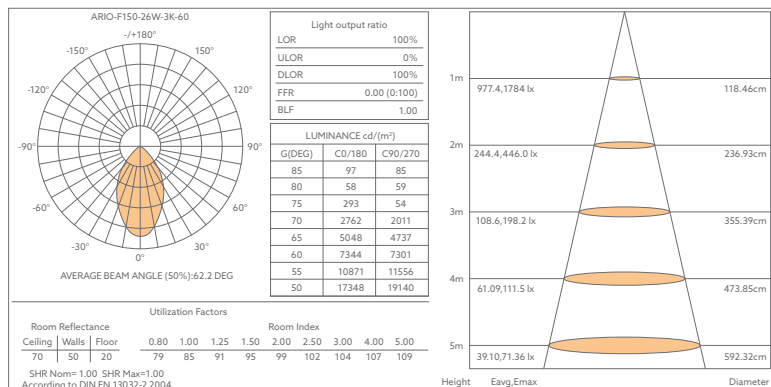 ARIO-F150-26W-3K-60
-/+180°
-150° 150°
-120° 120°
-90° 90°
-60° 60°
-30° 30°
0°
AVERAGE BEAM ANGLE (50%):62.2 DEG
Light output ratio
LOR 100%
ULOR 0%
DLOR 100%
FFR 0.00 (0:100)
BLF 1.00
LUMINANCE cd/(m²)
G(DEG) C0/180 C90/270
85 97 85
80 58 59
75 293 54
70 2762 2011
65 5048 4737
60 7344 7301
55 10871 11556
50 17348 19140
Utilization Factors
Room Reflectance Room Index
Ceiling Walls Floor 0.80 1.00 1.25 1.50 2.00 2.50 3.00 4.00 5.00
70 50 20 79 85 91 95 99 102 104 107 109
SHR Nom= 1.00 SHR Max=1.00
According to DIN EN 13032-2 2004
1m 977.4,1784 lx 118.46cm
2m 244.4,446.0 lx 236.93cm
3m 108.6,198.2 lx 355.39cm
4m 61.09,111.5 lx 473.85cm
5m 39.10,71.36 lx 592.32cm
Height Eavg,Emax Diameter